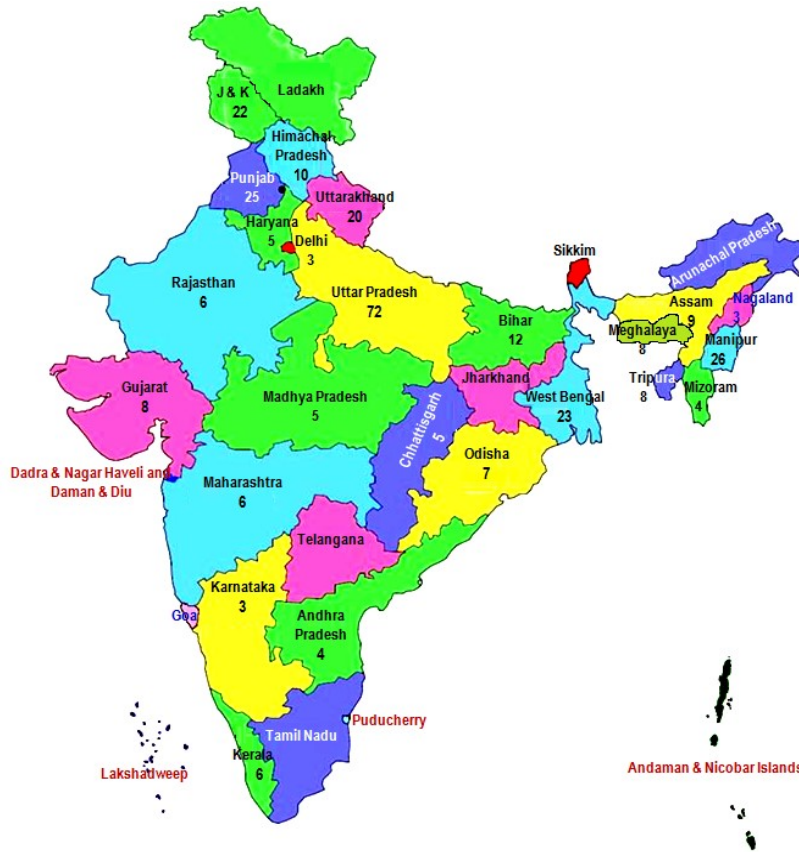 J & K
22
Ladakh
Himachal
Pradesh
10
Punjab
25
Uttarakhand
20
Haryana
5
Delhi
3
Rajasthan
6
Uttar Pradesh
72
Sikkim
Arunachal Pradesh
Assam
9
Nagaland
3
Meghalaya
8
Manipur
26
Bihar
12
Tripura
8
Mizoram
4
Gujarat
8
Madhya Pradesh
5
Jharkhand
West Bengal
23
Chhattisgarh
5
Odisha
7
Dadra & Nagar Haveli and
Daman & Diu
Maharashtra
6
Telangana
Karnataka
3
Goa
Andhra
Pradesh
4
Puducherry
Tamil Nadu
Kerala
6
Lakshadweep
Andaman & Nicobar Islands